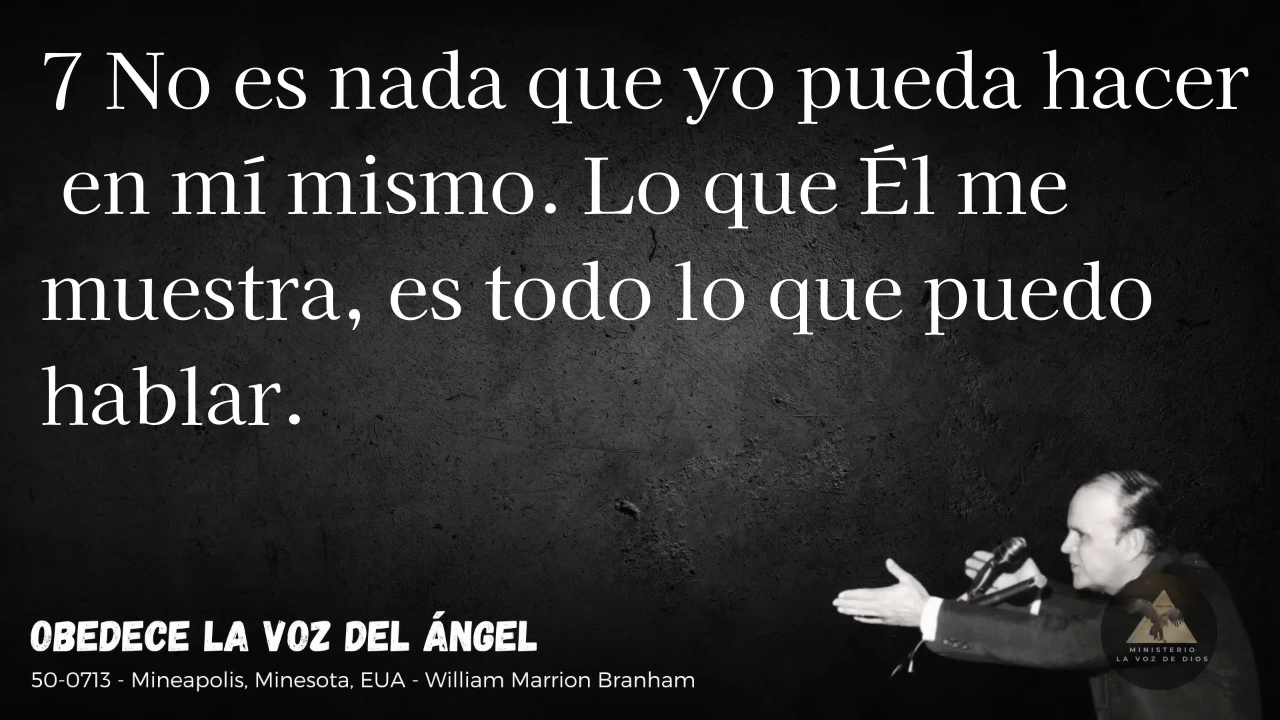 7 No es nada que yo pueda hacer
en mí mismo. Lo que Él me
muestra, es todo lo que puedo
hablar.
OBEDECE LA VOZ DEL ÁNGEL
50-0713 - Mineapolis, Minesota, EUA - William Marrion Branham
MINISTERIO
LA VOZ DE DIOS